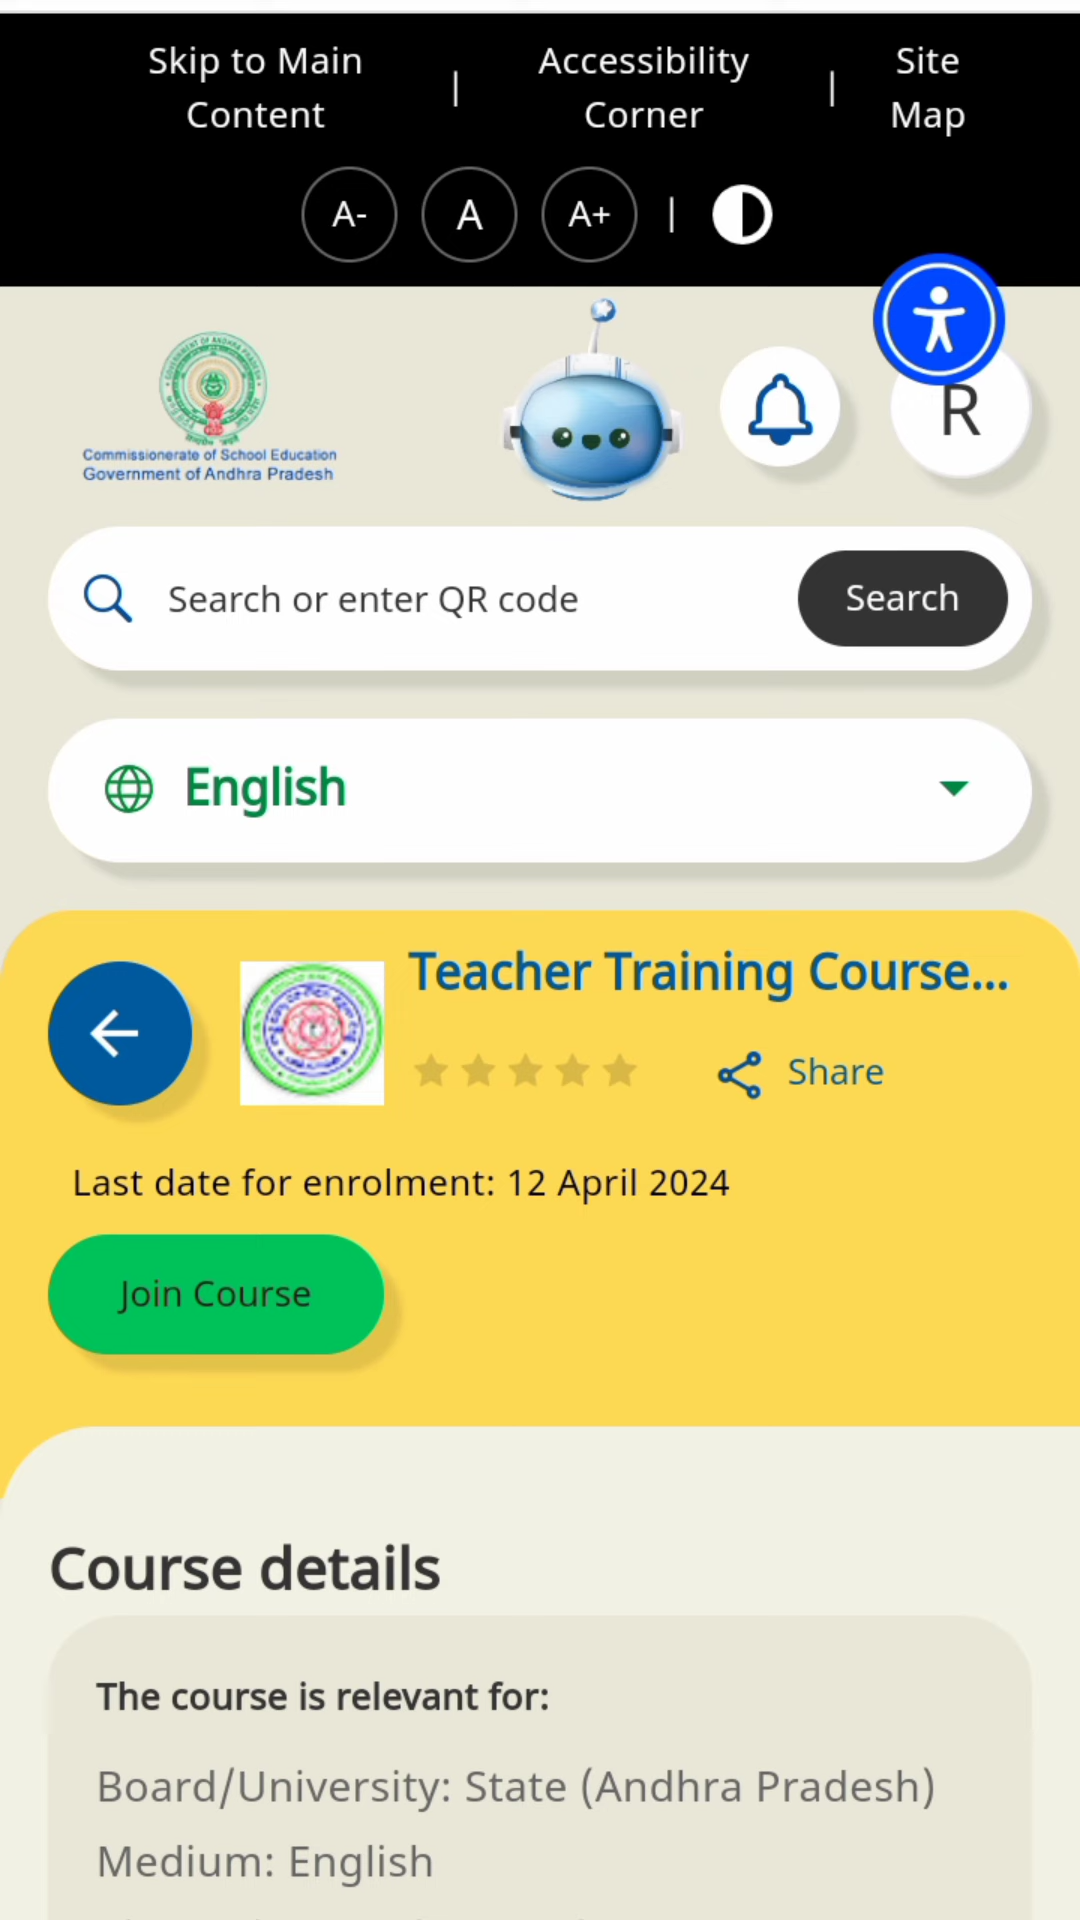 Skip to Main
Content
|
Accessibility
Corner
|
Site
Map
A-
A
A+
|
R
Commissionerate of School Education
Government of Andhra Pradesh
Search or enter QR code
Search
English
Teacher Training Course...
Share
Last date for enrolment: 12 April 2024
Join Course
Course details
The course is relevant for:
Board/University: State (Andhra Pradesh)
Medium: English